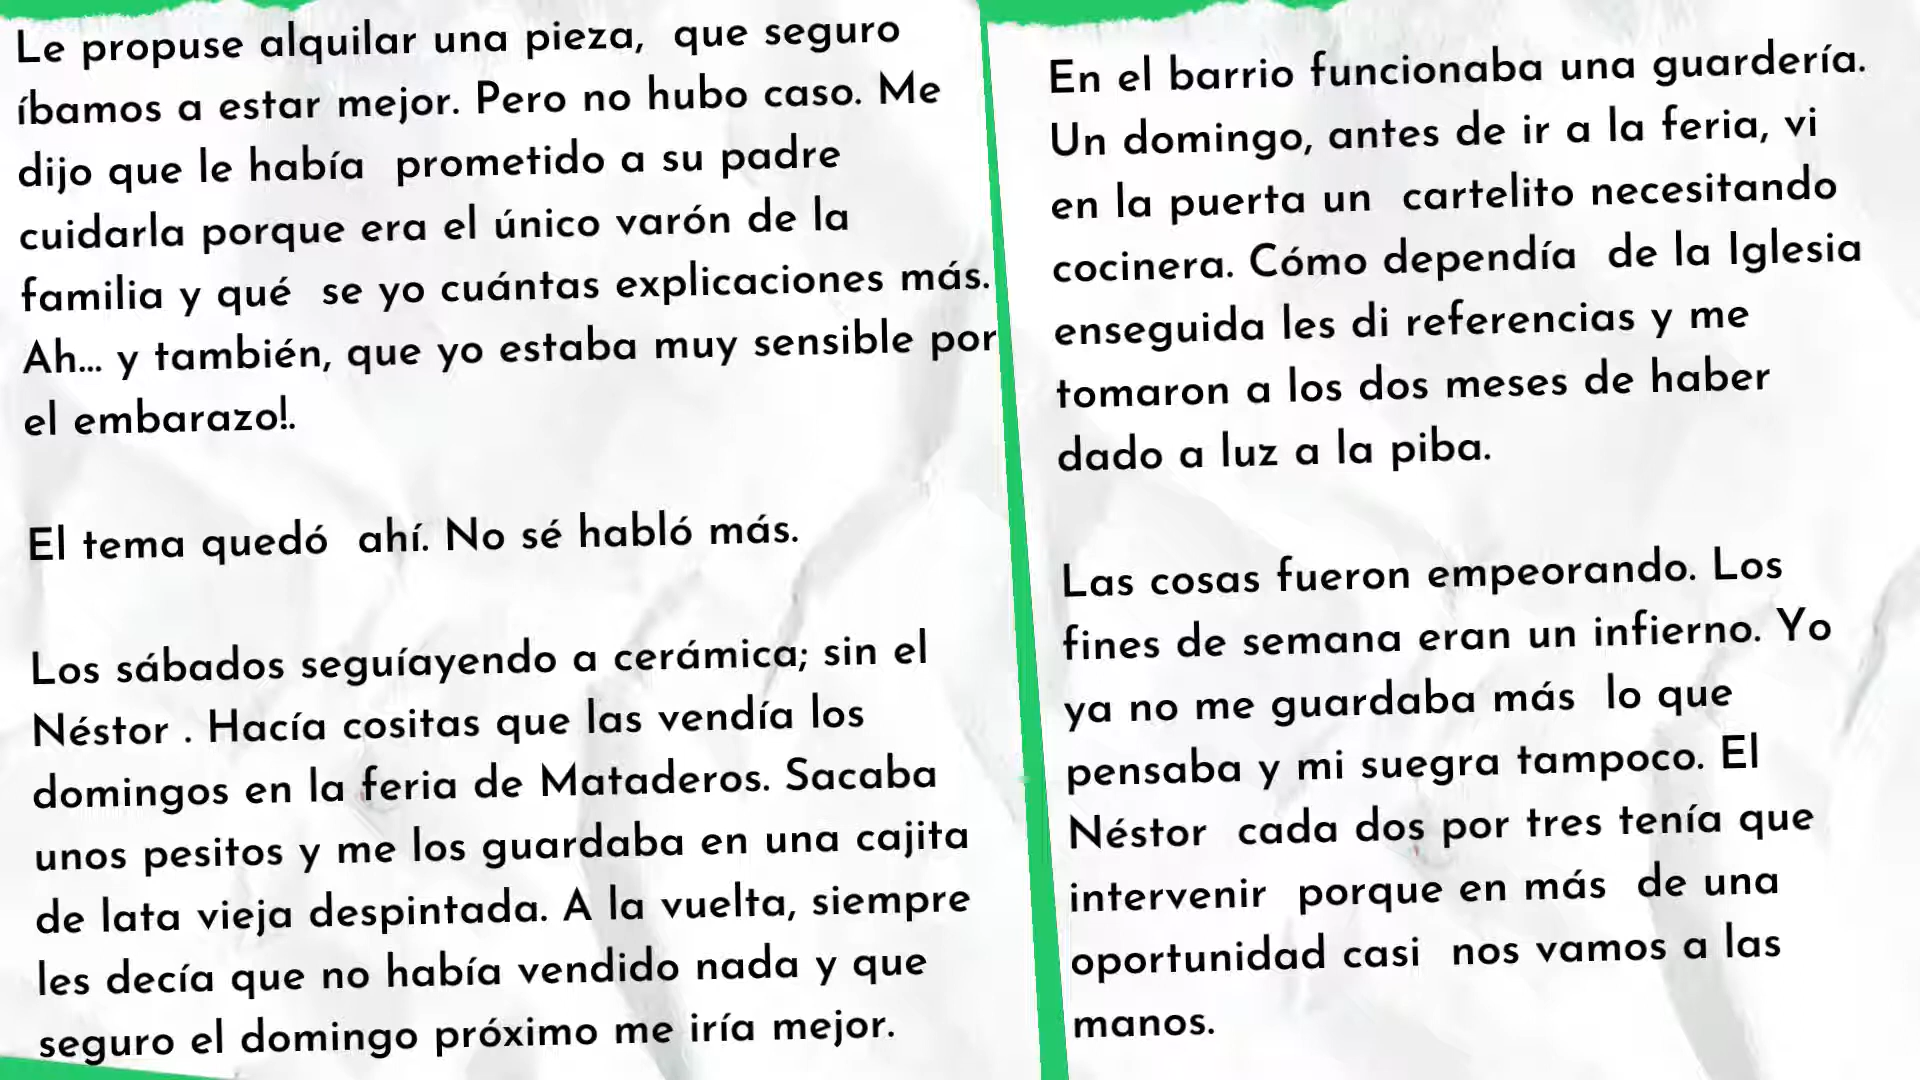 Le propuse alquilar una pieza,  que seguro
íbamos a estar mejor. Pero no hubo caso. Me
dijo que le había  prometido a su padre
cuidarla porque era el único varón de la
familia y qué  se yo cuántas explicaciones más.
Ah... y también, que yo estaba muy sensible por
el embarazo!.
El tema quedó  ahí. No sé habló más.
Los sábados seguíayendo a cerámica; sin el
Néstor . Hacía cositas que las vendía los
domingos en la feria de Mataderos. Sacaba
unos pesitos y me los guardaba en una cajita
de lata vieja despintada. A la vuelta, siempre
les decía que no había vendido nada y que
seguro el domingo próximo me iría mejor.
En el barrio funcionaba una guardería.
Un domingo, antes de ir a la feria, vi
en la puerta un  cartelito necesitando
cocinera. Cómo dependía  de la Iglesia
enseguida les di referencias y me
tomaron a los dos meses de haber
dado a luz a la piba.
Las cosas fueron empeorando. Los
fines de semana eran un infierno. Yo
ya no me guardaba más  lo que
pensaba y mi suegra tampoco. El
Néstor  cada dos por tres tenía que
intervenir  porque en más  de una
oportunidad casi  nos vamos a las
manos.